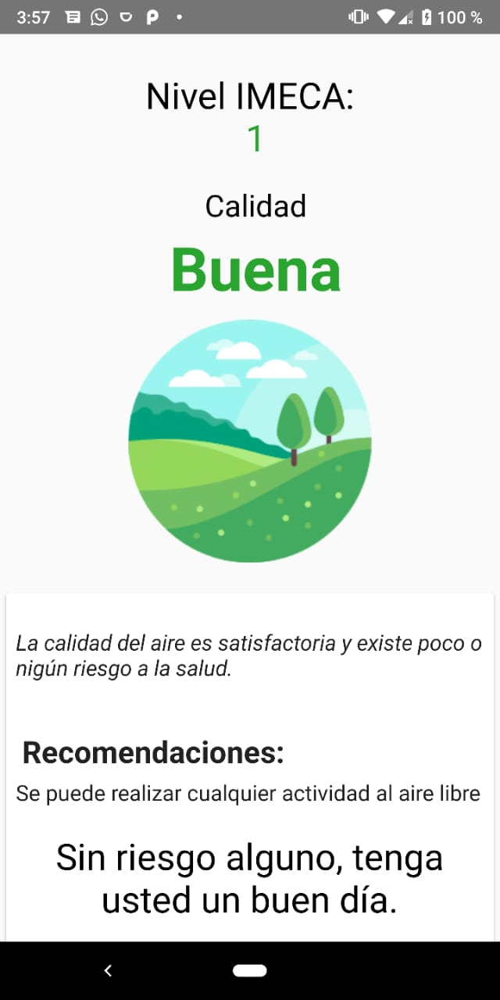 3:57
100 %
Nivel IMECA:
1
Calidad
Buena
La calidad del aire es satisfactoria y existe poco o
nigún riesgo a la salud.
Recomendaciones:
Se puede realizar cualquier actividad al aire libre
Sin riesgo alguno, tenga
usted un buen día.